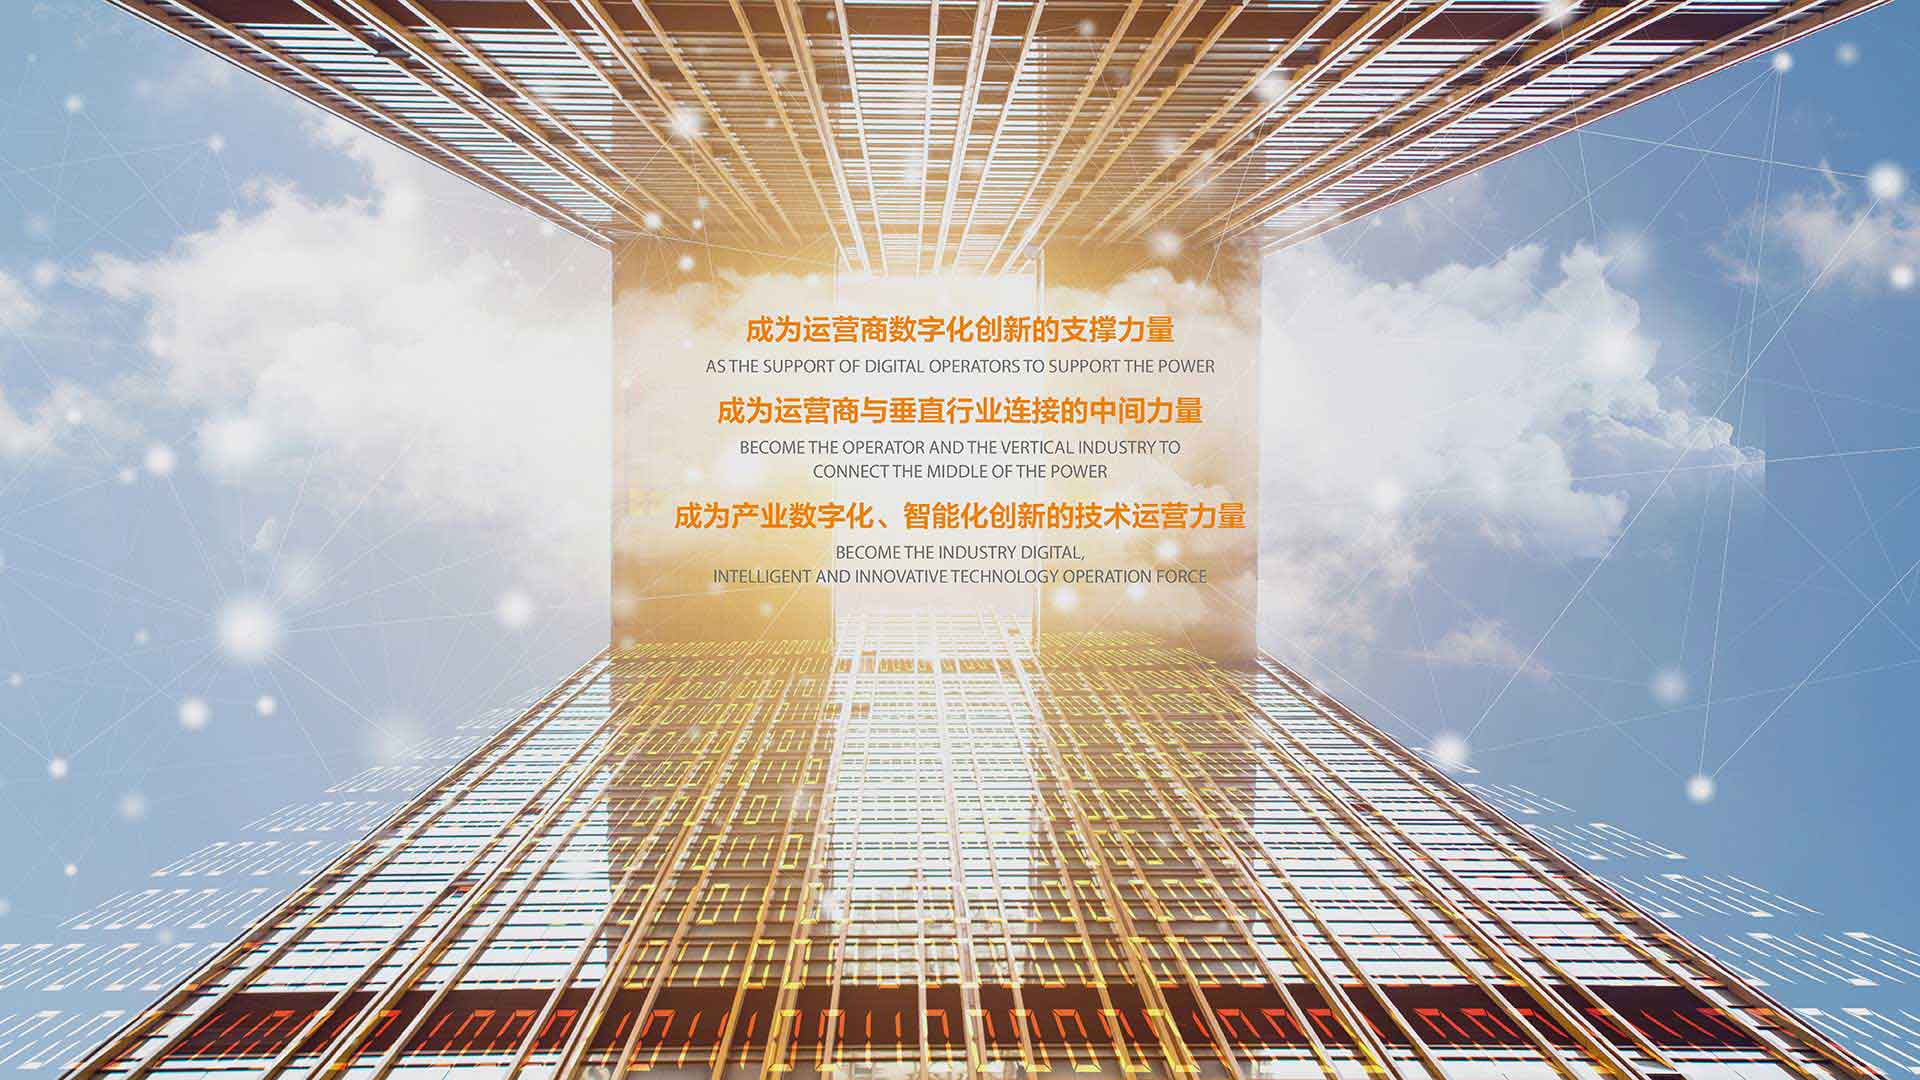 成为运营商数字化创新的支撑力量
AS THE SUPPORT OF DIGITAL OPERATORS TO SUPPORT THE POWER
成为运营商与垂直行业连接的中间力量
BECOME THE OPERATOR AND THE VERTICAL INDUSTRY TO
CONNECT THE MIDDLE OF THE POWER
成为产业数字化、智能化创新的技术运营力量
BECOME THE INDUSTRY DIGITAL,
INTELLIGENT AND INNOVATIVE TECHNOLOGY OPERATION FORCE